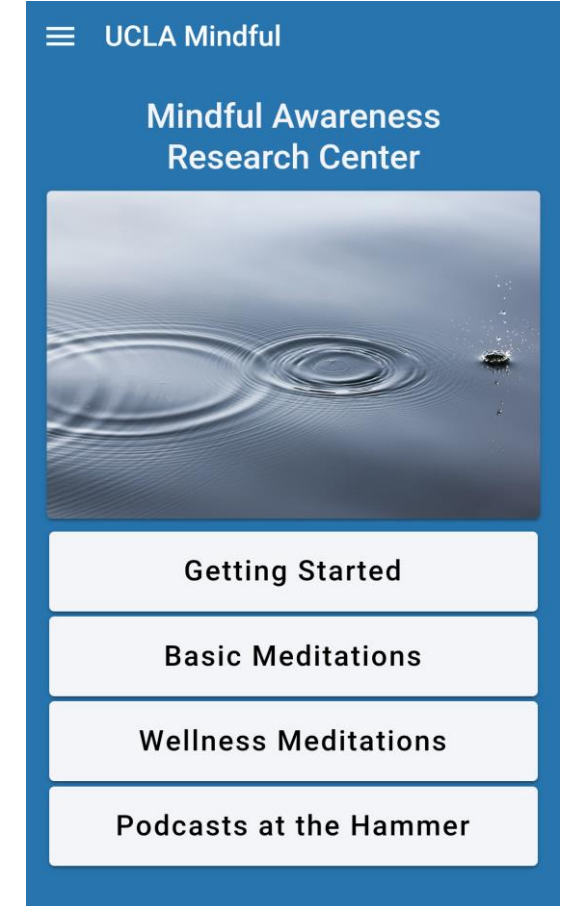 UCLA Mindful
Mindful Awareness
Research Center
Getting Started
Basic Meditations
Wellness Meditations
Podcasts at the Hammer